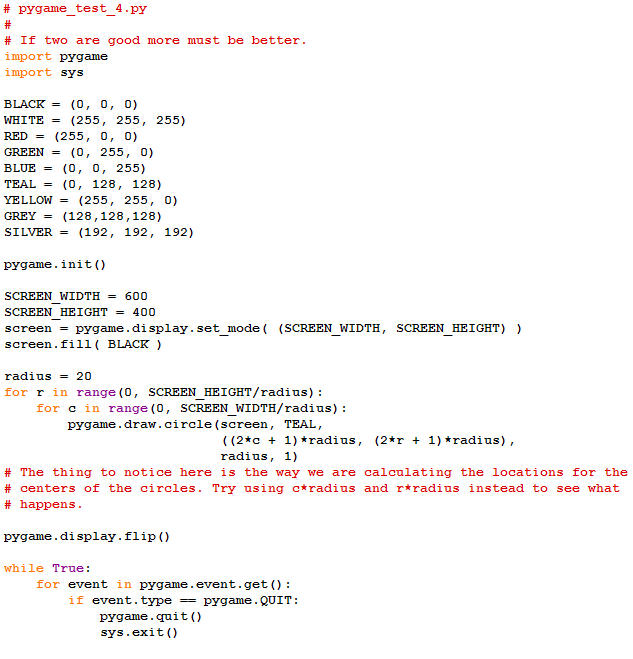 # pygame_test_4.py
#
# If two are good more must be better.
import pygame
import sys

BLACK = (0, 0, 0)
WHITE = (255, 255, 255)
RED = (255, 0, 0)
GREEN = (0, 255, 0)
BLUE = (0, 0, 255)
TEAL = (0, 128, 128)
YELLOW = (255, 255, 0)
GREY = (128,128,128)
SILVER = (192, 192, 192)

pygame.init()

SCREEN_WIDTH = 600
SCREEN_HEIGHT = 400
screen = pygame.display.set_mode( (SCREEN_WIDTH, SCREEN_HEIGHT) )
screen.fill( BLACK )

radius = 20
for r in range(0, SCREEN_HEIGHT/radius):
    for c in range(0, SCREEN_WIDTH/radius):
        pygame.draw.circle(screen, TEAL,
                           ((2*c + 1)*radius, (2*r + 1)*radius),
                           radius, 1)
# The thing to notice here is the way we are calculating the locations for the
# centers of the circles. Try using c*radius and r*radius instead to see what
# happens.

pygame.display.flip()

while True:
    for event in pygame.event.get():
        if event.type == pygame.QUIT:
            pygame.quit()
            sys.exit()